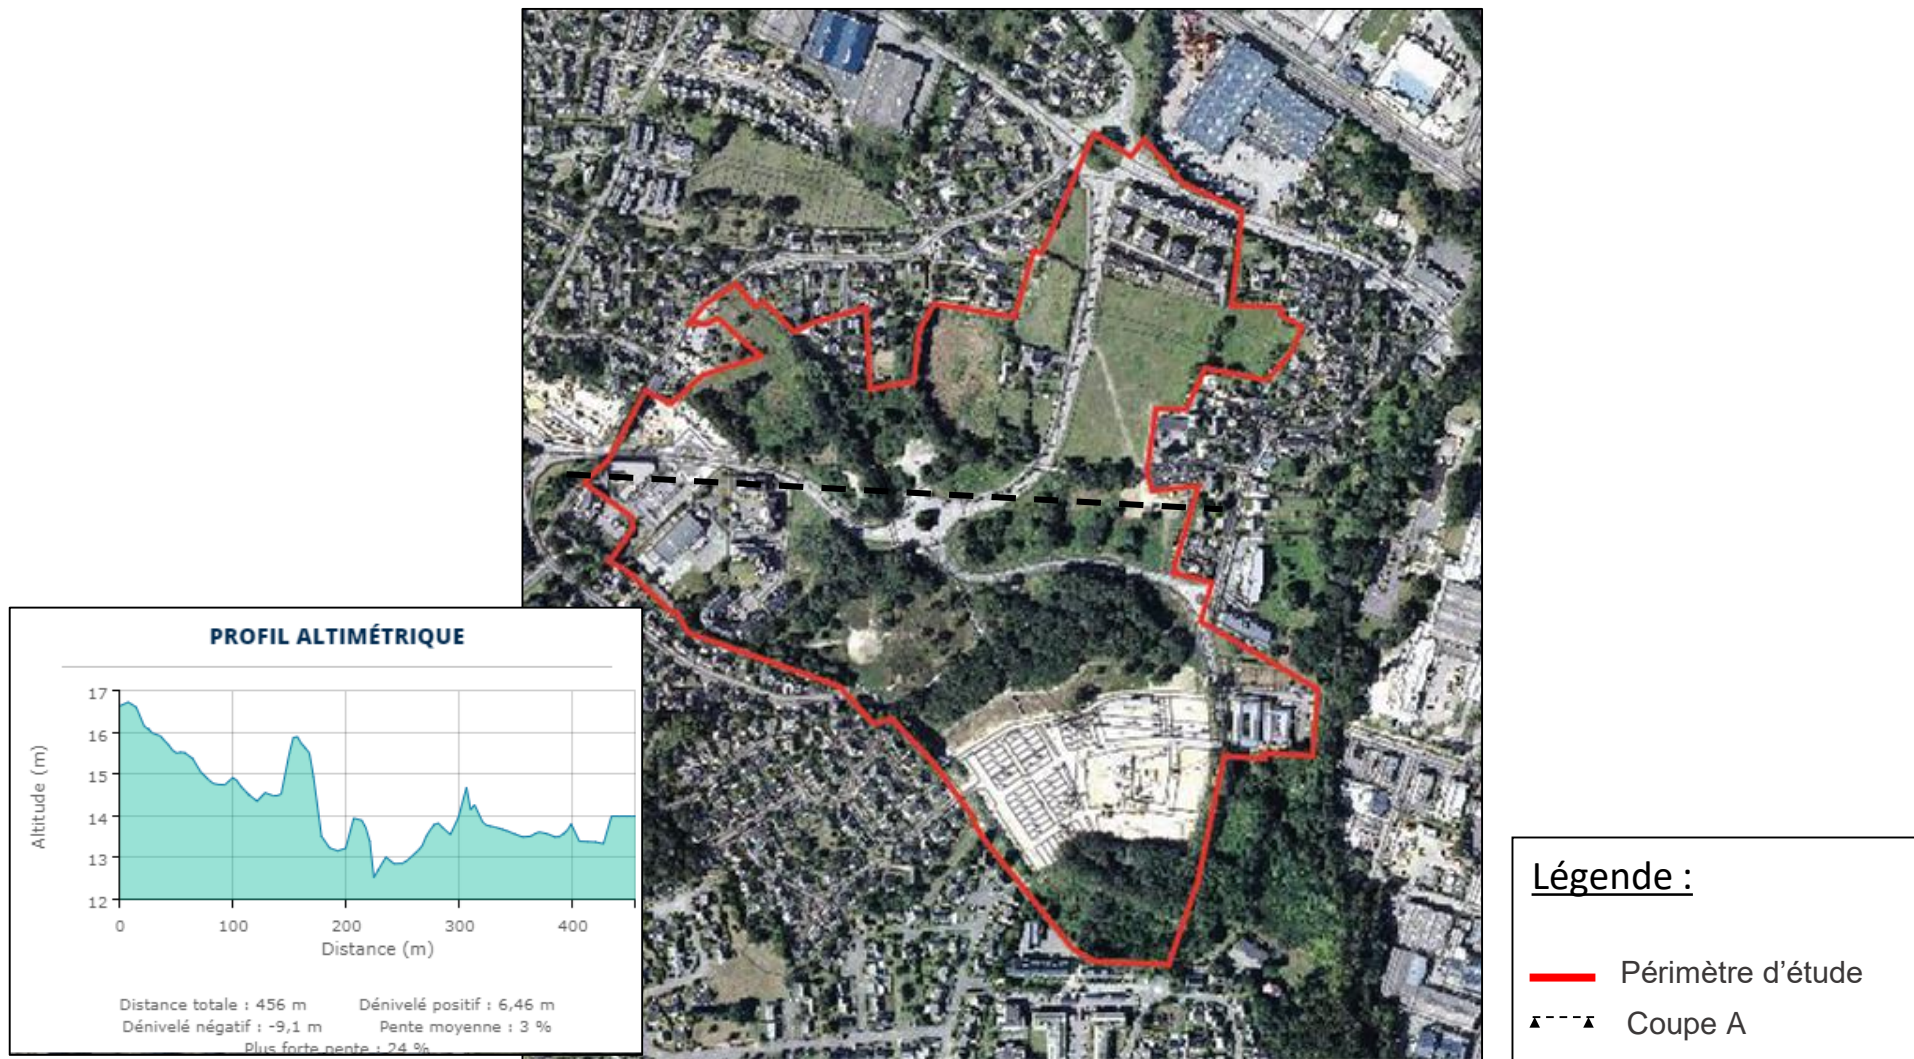 PROFIL ALTIMÉTRIQUE
Altitude (m)
17
16
15
14
13
12
0 100 200 300 400
Distance (m)
Distance totale : 456 m Dénivelé positif : 6,46 m
Dénivelé négatif : -9,1 m Pente moyenne : 3 %
Plus forte pente : 24 %
Légende :
Périmètre d’étude
Coupe A